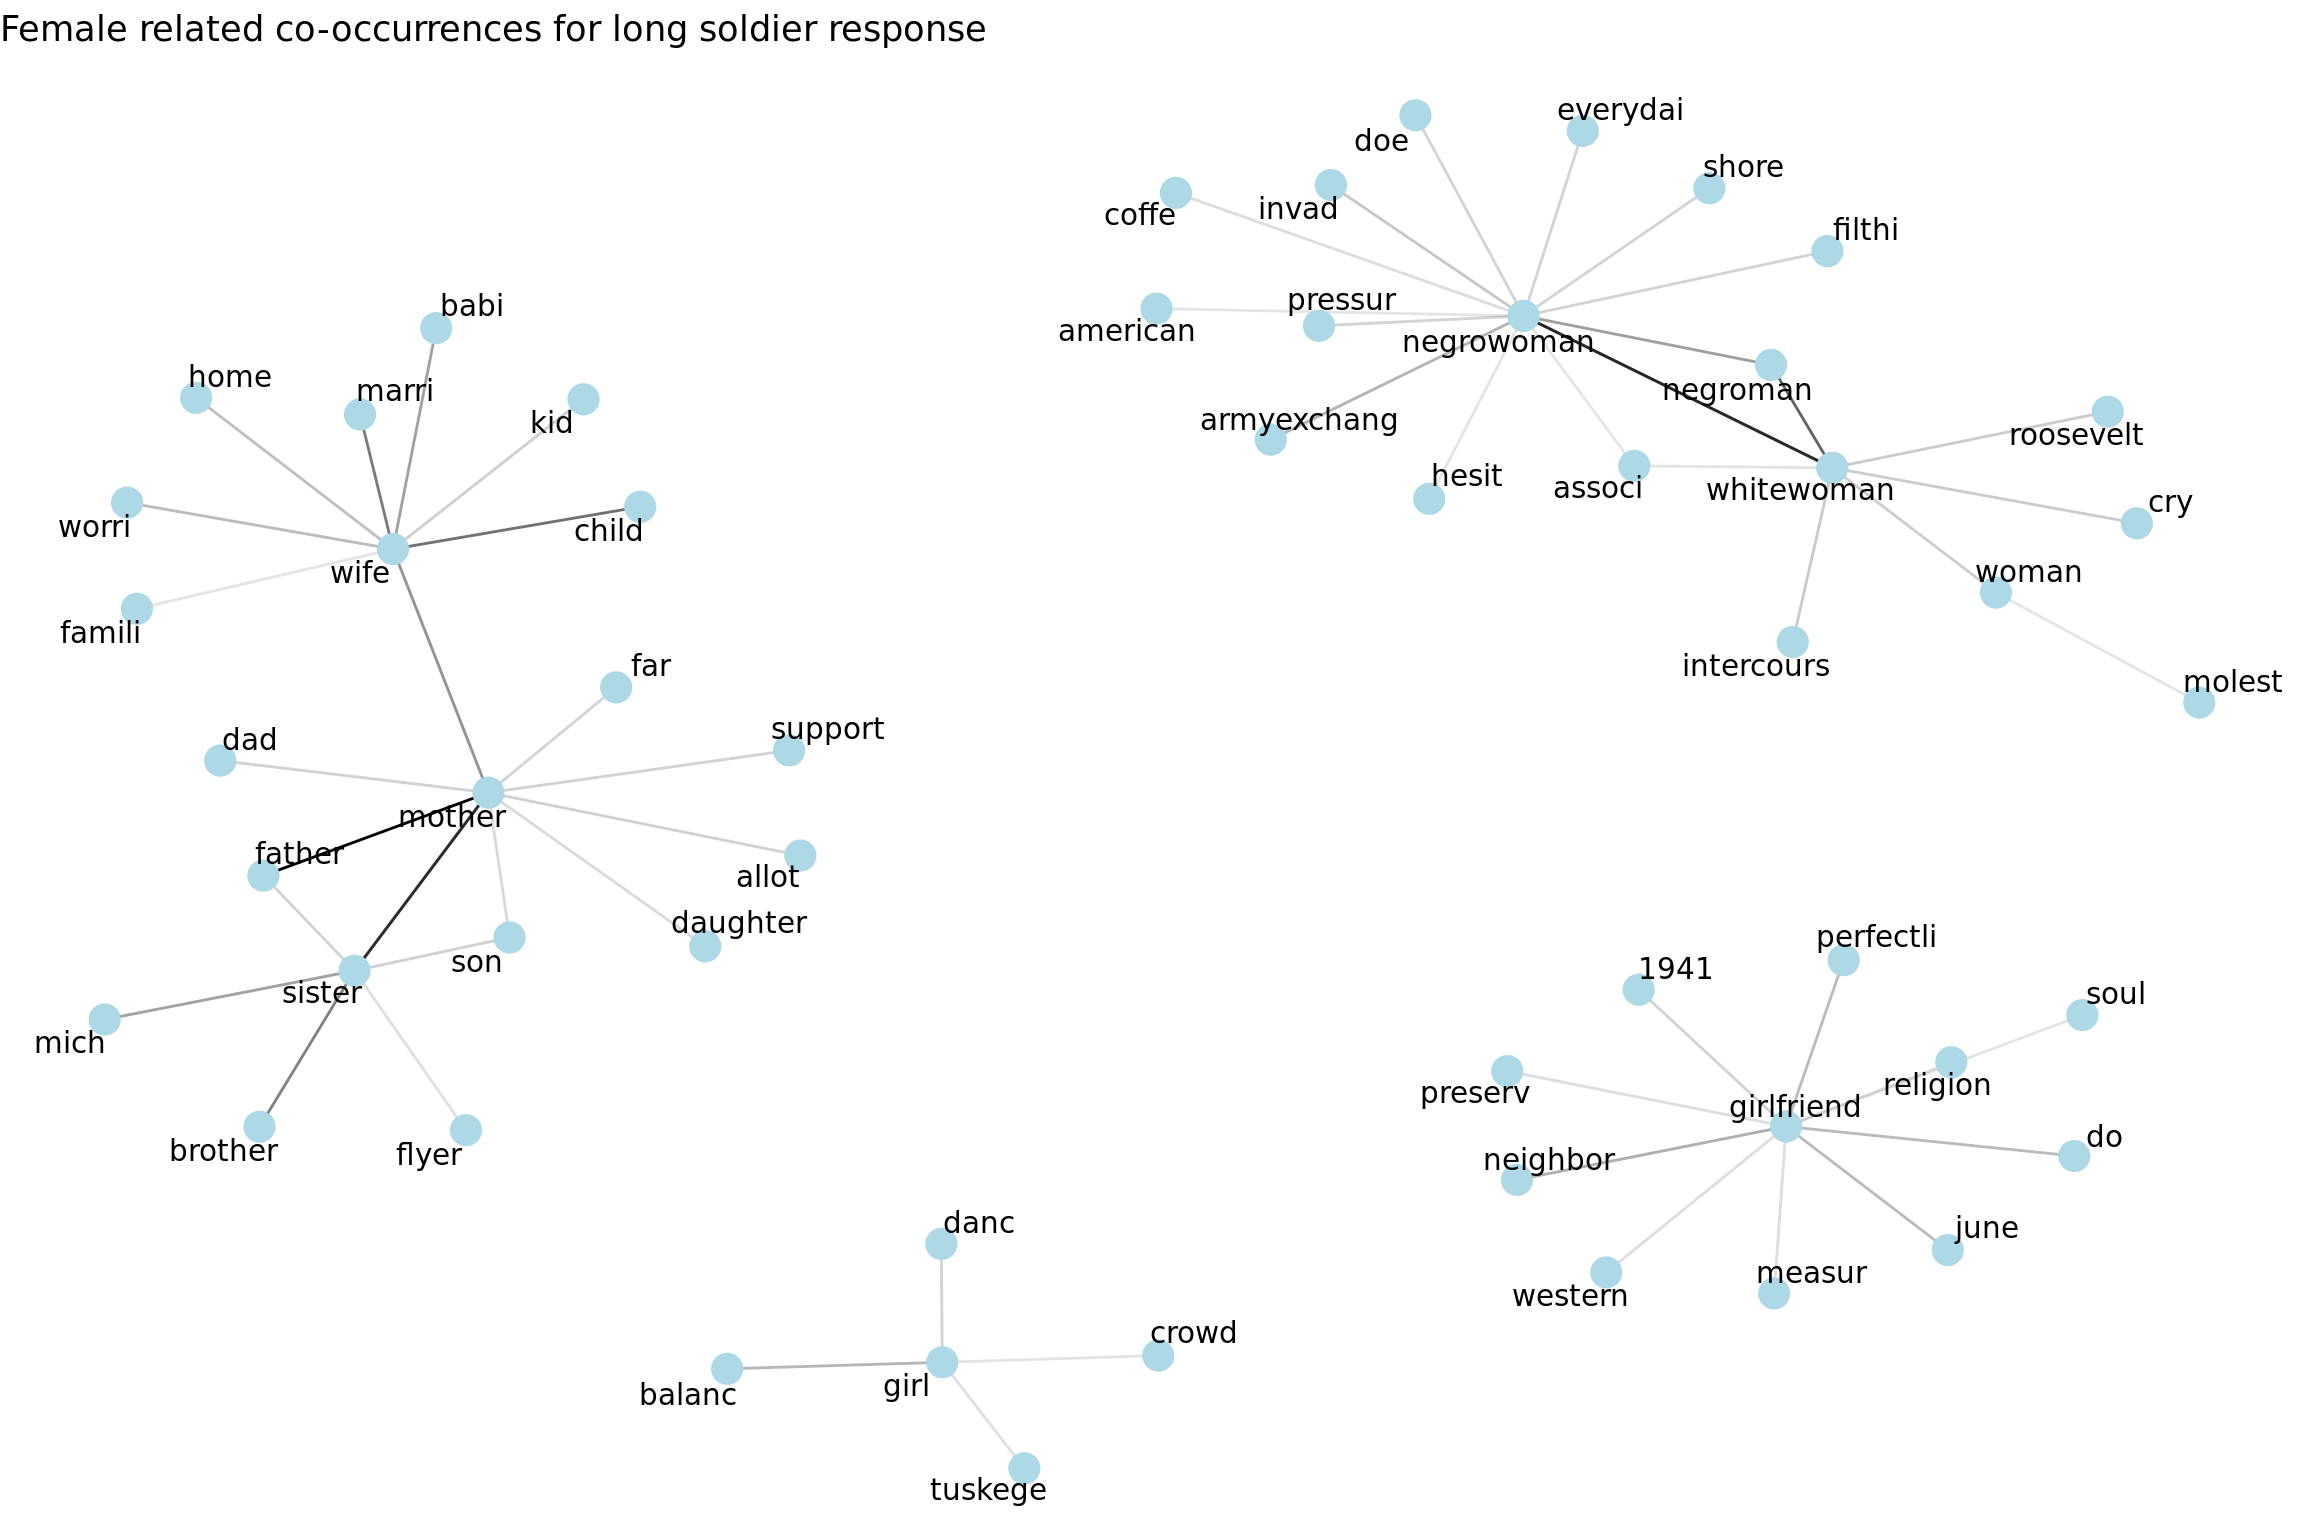 Female related co-occurrences for long soldier response
everydai
doe
shore
coffe
invad
filthi
pressur
american
negrowoman
negroman
armyexchang
roosevelt
hesit
associ
whitewoman
cry
woman
intercours
molest
babi
home
marri
kid
worri
child
wife
famili
far
support
dad
mother
father
allot
daughter
son
sister
mich
brother
flyer
perfectli
1941
soul
preserv
religion
girlfriend
do
neighbor
june
measur
western
danc
crowd
balanc
girl
tuskege